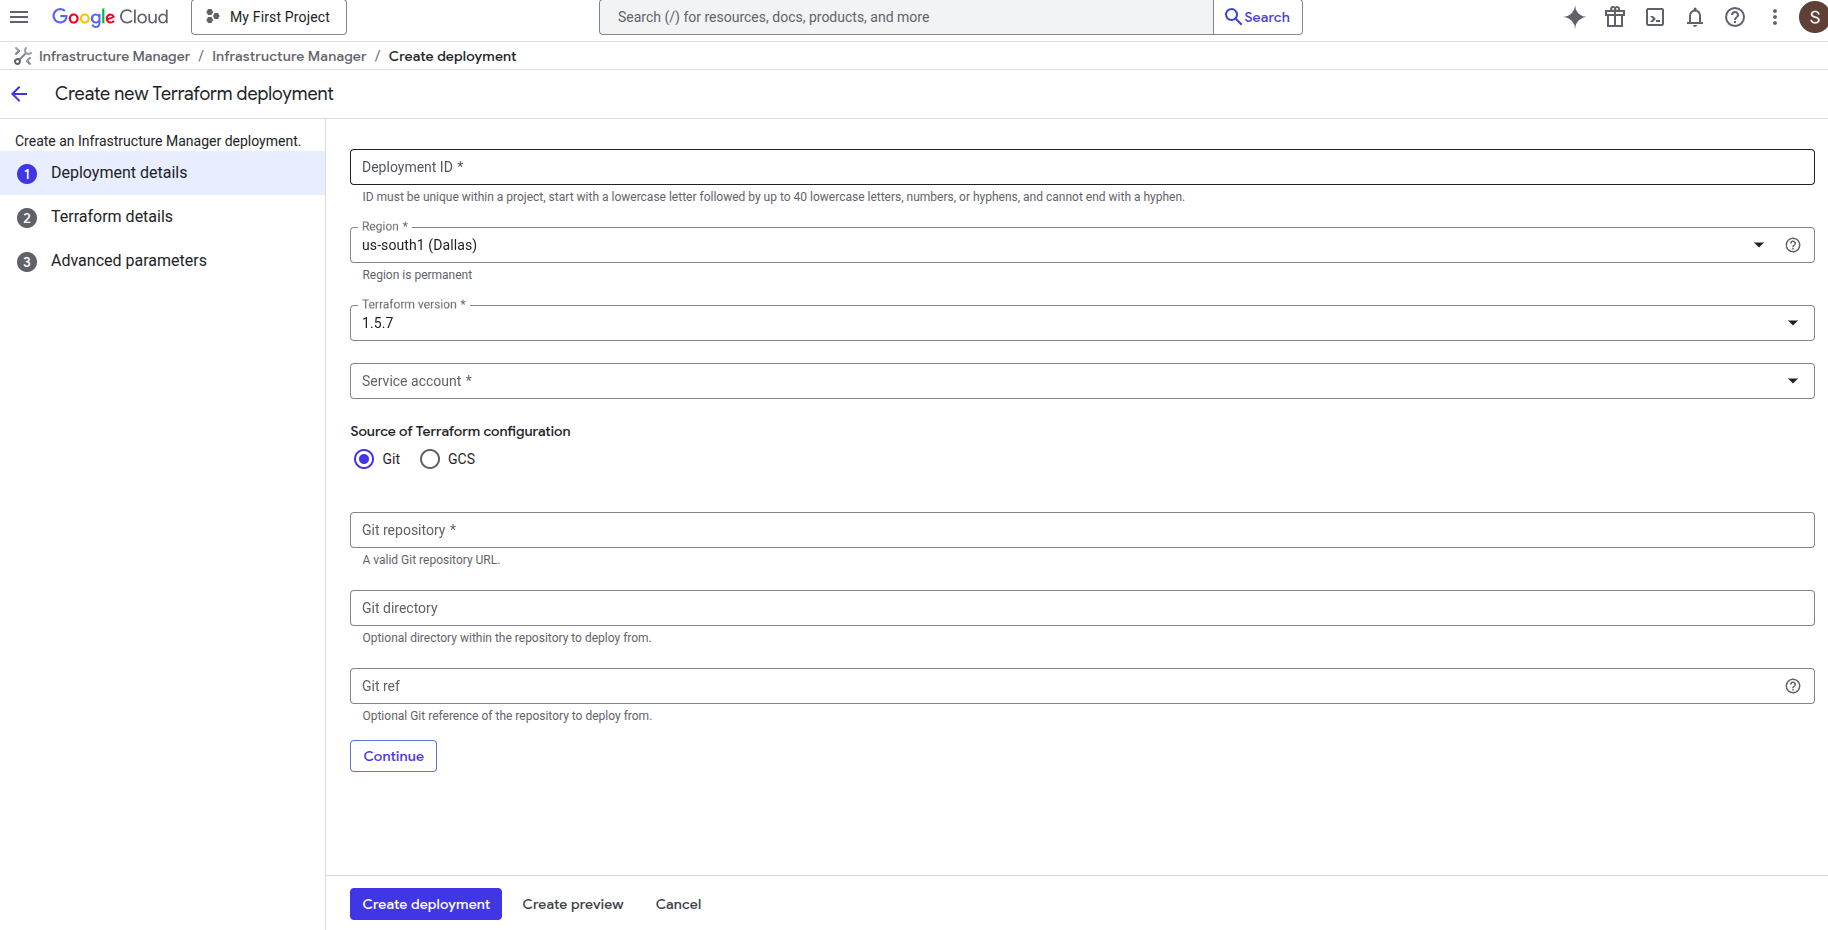 Google Cloud
My First Project
Search (/) for resources, docs, products, and more
Search
S
Infrastructure Manager / Infrastructure Manager / Create deployment
Create new Terraform deployment
Create an Infrastructure Manager deployment.
1 Deployment details
2 Terraform details
3 Advanced parameters
Deployment ID *
ID must be unique within a project, start with a lowercase letter followed by up to 40 lowercase letters, numbers, or hyphens, and cannot end with a hyphen.
Region *
us-south1 (Dallas)
Region is permanent
Terraform version *
1.5.7
Service account *
Source of Terraform configuration
Git
GCS
Git repository *
A valid Git repository URL.
Git directory
Optional directory within the repository to deploy from.
Git ref
Optional Git reference of the repository to deploy from.
Continue
Create deployment
Create preview
Cancel